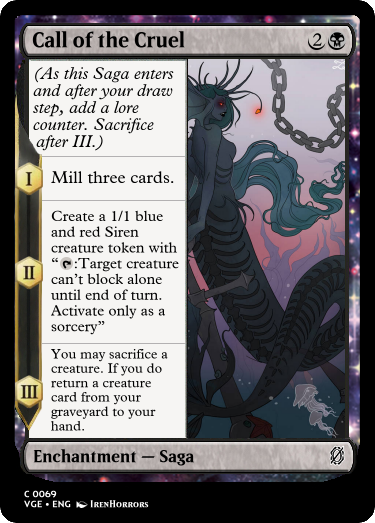 Call of the Cruel
2
(As this Saga enters
and after your draw
step, add a lore
counter. Sacrifice
after III.)
I
Mill three cards.
II
Create a 1/1 blue
and red Siren
creature token with
“:Target creature
can’t block alone
until end of turn.
Activate only as a
sorcery”
III
You may sacrifice a
creature. If you do
return a creature
card from your
graveyard to your
hand.
Enchantment — Saga
C 0069
VGE • ENG IrenHorrors